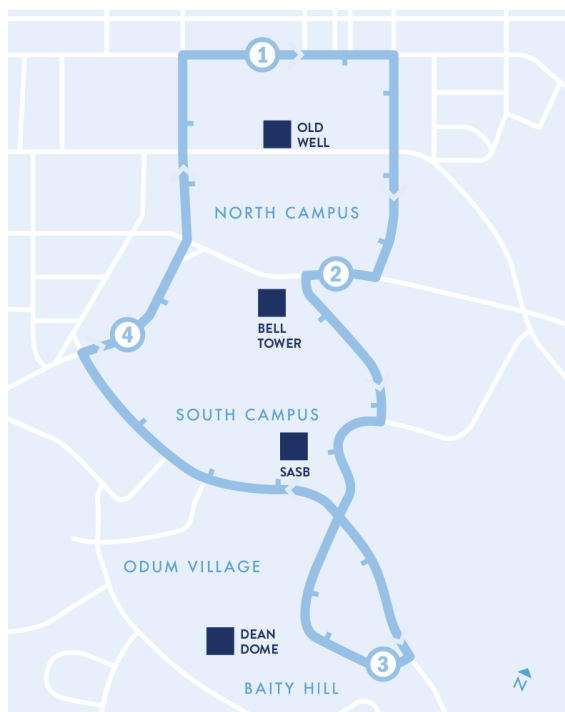 1
OLD
WELL
NORTH CAMPUS
2
BELL
TOWER
4
SOUTH CAMPUS
SASB
ODUM VILLAGE
DEAN
DOME
3
BAITY HILL
N